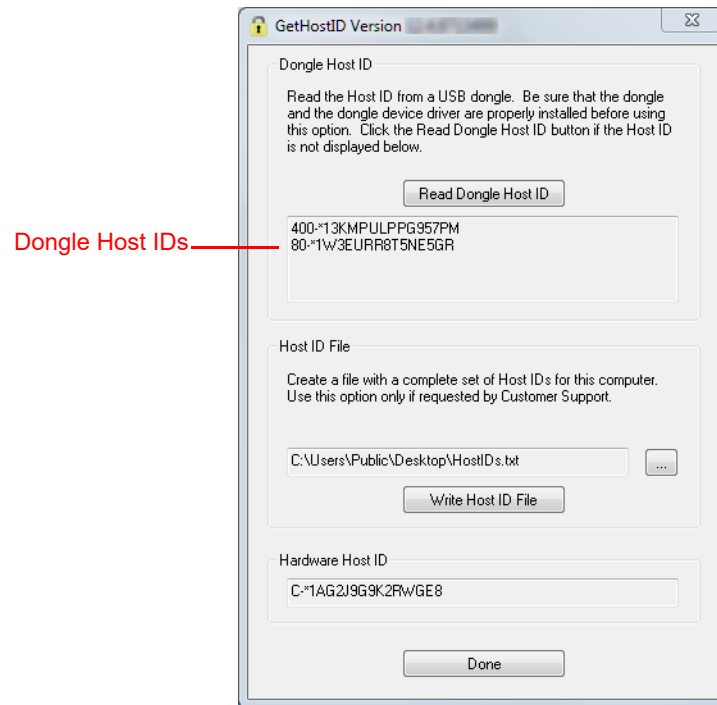 GetHostID Version
Dongle Host ID
Read the Host ID from a USB dongle. Be sure that the dongle
and the dongle device driver are properly installed before using
this option. Click the Read Dongle Host ID button if the Host ID
is not displayed below.
Read Dongle Host ID
400-*13KMPULPPG957PM
Dongle Host IDs
80-*1W3EURR8T5NE5GR
Host ID File
Create a file with a complete set of Host IDs for this computer.
Use this option only if requested by Customer Support.
C:\Users\Public\Desktop\HostIDs.txt
...
Write Host ID File
Hardware Host ID
C-*1AG2J9G9K2RWGE8
Done